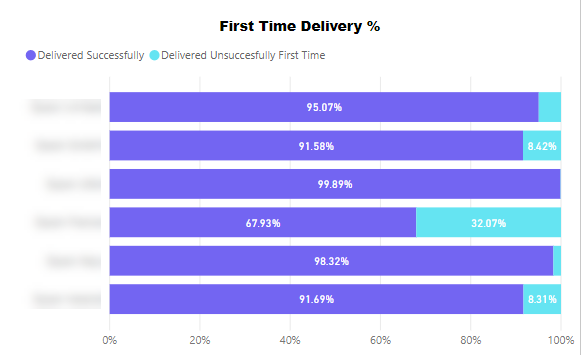 First Time Delivery %
Delivered Successfully Delivered Unsuccesfully First Time
95.07%
91.58% 8.42%
99.89%
67.93% 32.07%
98.32%
91.69% 8.31%
0% 20% 40% 60% 80% 100%